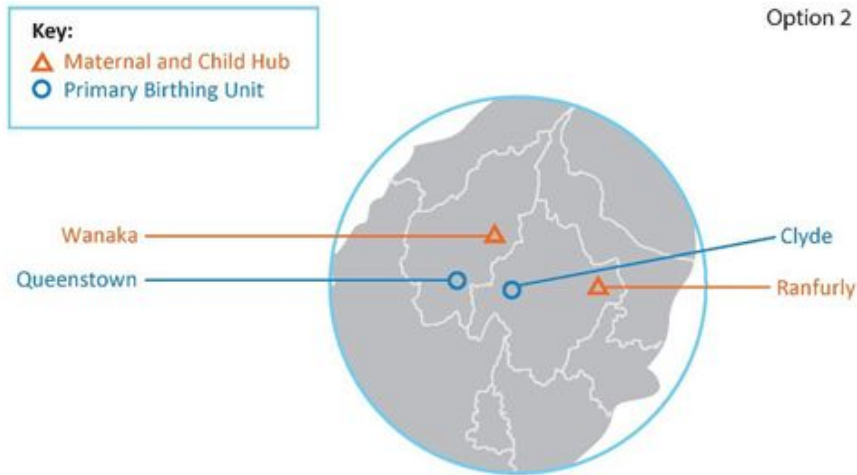 Option 2
Key:
Maternal and Child Hub
Primary Birthing Unit
Wanaka
Clyde
Queenstown
Ranfurly